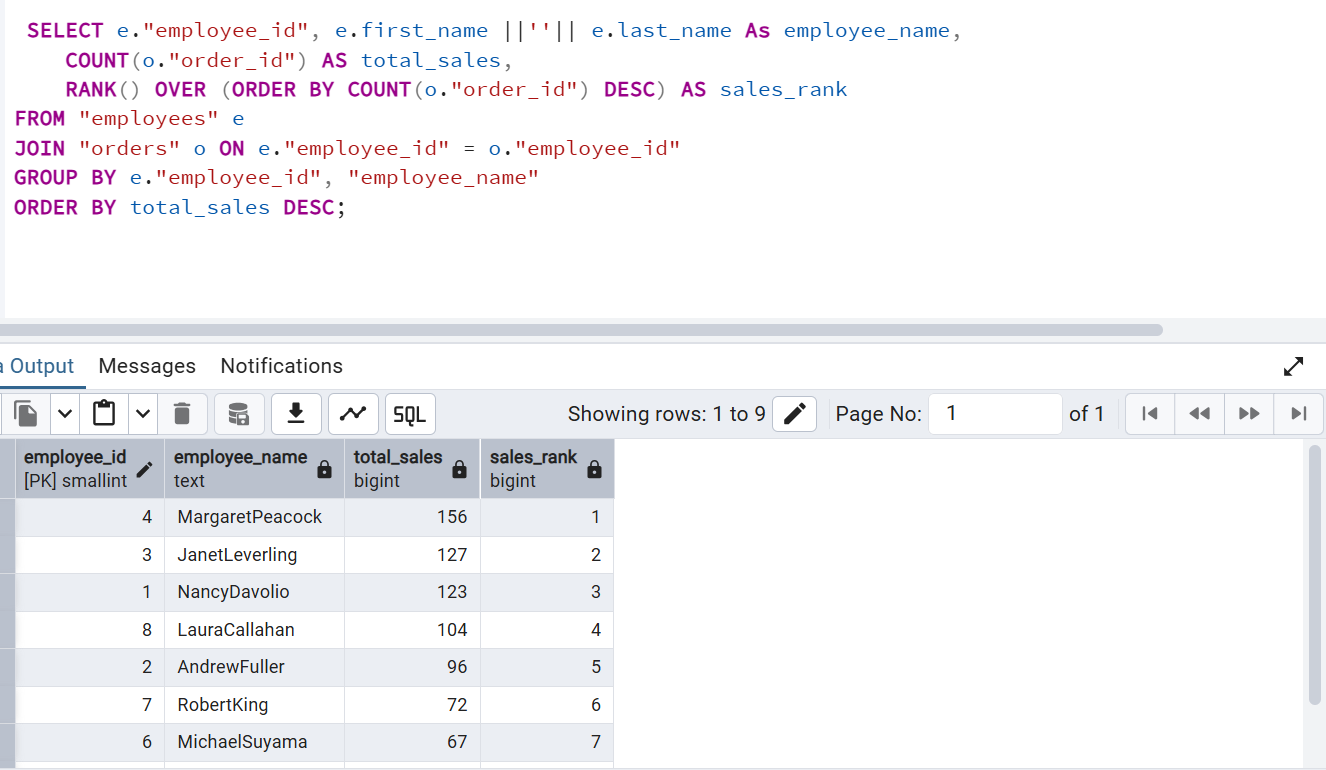 SELECT e."employee_id", e.first_name ||''|| e.last_name As employee_name,
COUNT(o."order_id") AS total_sales,
RANK() OVER (ORDER BY COUNT(o."order_id") DESC) AS sales_rank
FROM "employees" e
JOIN "orders" o ON e."employee_id" = o."employee_id"
GROUP BY e."employee_id", "employee_name"
ORDER BY total_sales DESC;
a Output Messages Notifications
SQL Showing rows: 1 to 9 Page No: 1 of 1
employee_id employee_name total_sales sales_rank
[PK] smallint text bigint bigint
4 MargaretPeacock 156 1
3 JanetLeverling 127 2
1 NancyDavolio 123 3
8 LauraCallahan 104 4
2 AndrewFuller 96 5
7 RobertKing 72 6
6 MichaelSuyama 67 7